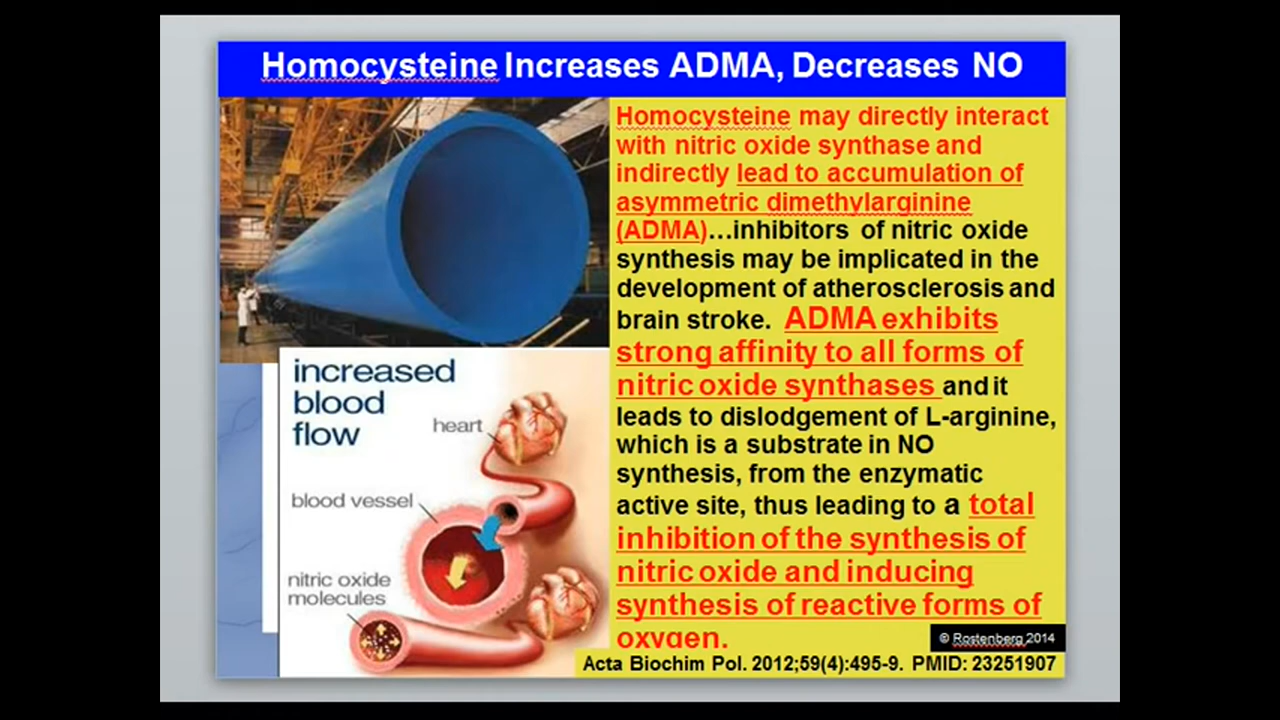 Homocysteine Increases ADMA, Decreases NO
Homocysteine may directly interact
with nitric oxide synthase and
indirectly lead to accumulation of
asymmetric dimethylarginine
(ADMA)…inhibitors of nitric oxide
synthesis may be implicated in the
development of atherosclerosis and
brain stroke. ADMA exhibits
strong affinity to all forms of
nitric oxide synthases and it
leads to dislodgement of L-arginine,
which is a substrate in NO
synthesis, from the enzymatic
active site, thus leading to a total
inhibition of the synthesis of
nitric oxide and inducing
synthesis of reactive forms of
oxygen.
increased
blood
flow
heart
blood vessel
nitric oxide
molecules
© Rostenberg 2014
Acta Biochim Pol. 2012;59(4):495-9. PMID: 23251907